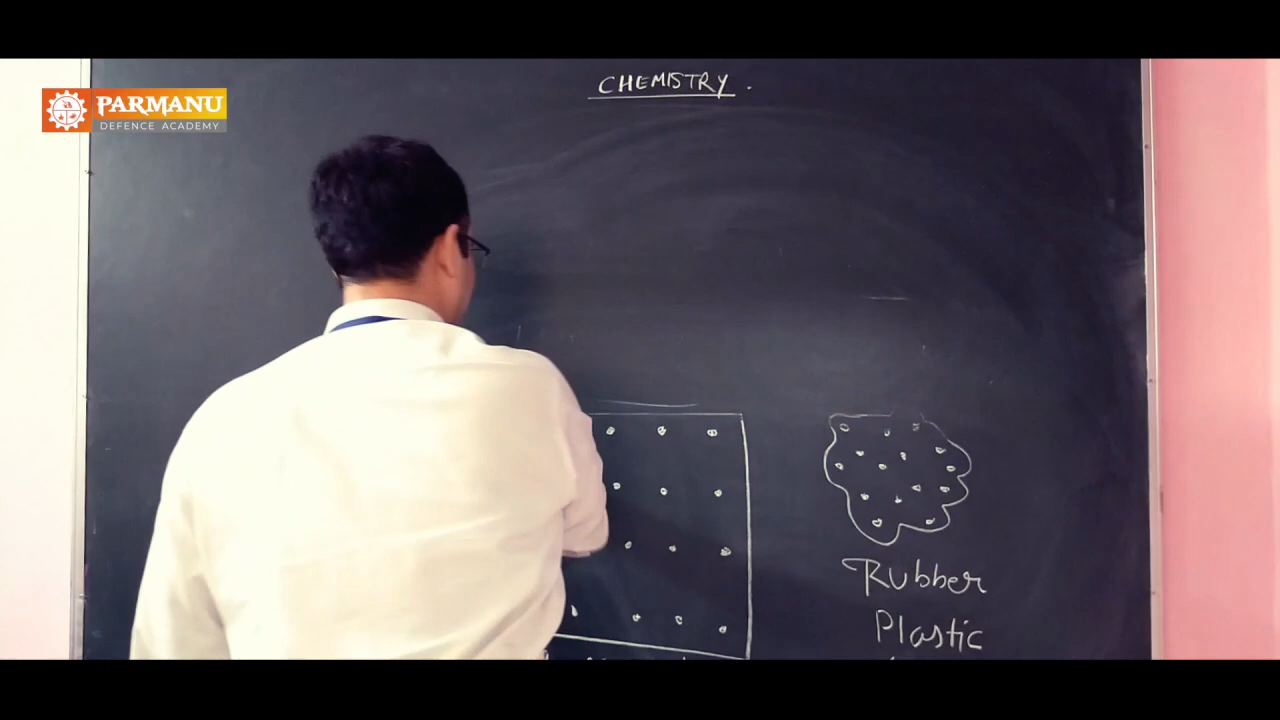 PARMANU
DEFENCE ACADEMY
CHEMISTRY.
Rubber
Plastic